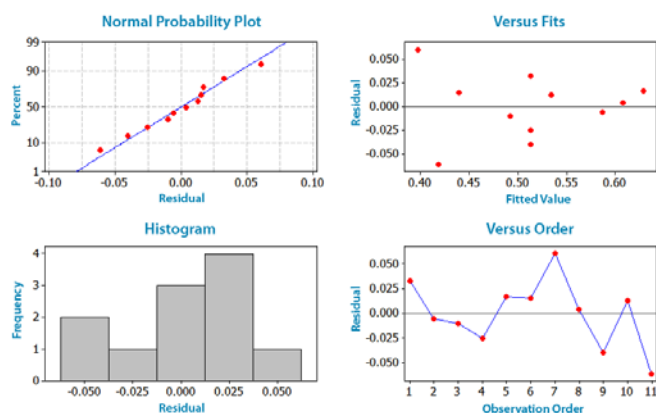 Normal Probability Plot
99
90
50
10
1
Percent
-0.10 -0.05 0.00 0.05 0.10
Residual
Versus Fits
0.050
0.025
0.000
-0.025
-0.050
Residual
0.40 0.45 0.50 0.55 0.60
Fitted Value
Histogram
4
3
2
1
0
Frequency
-0.050 -0.025 0.000 0.025 0.050
Residual
Versus Order
0.050
0.025
0.000
-0.025
-0.050
Residual
1 2 3 4 5 6 7 8 9 10 11
Observation Order